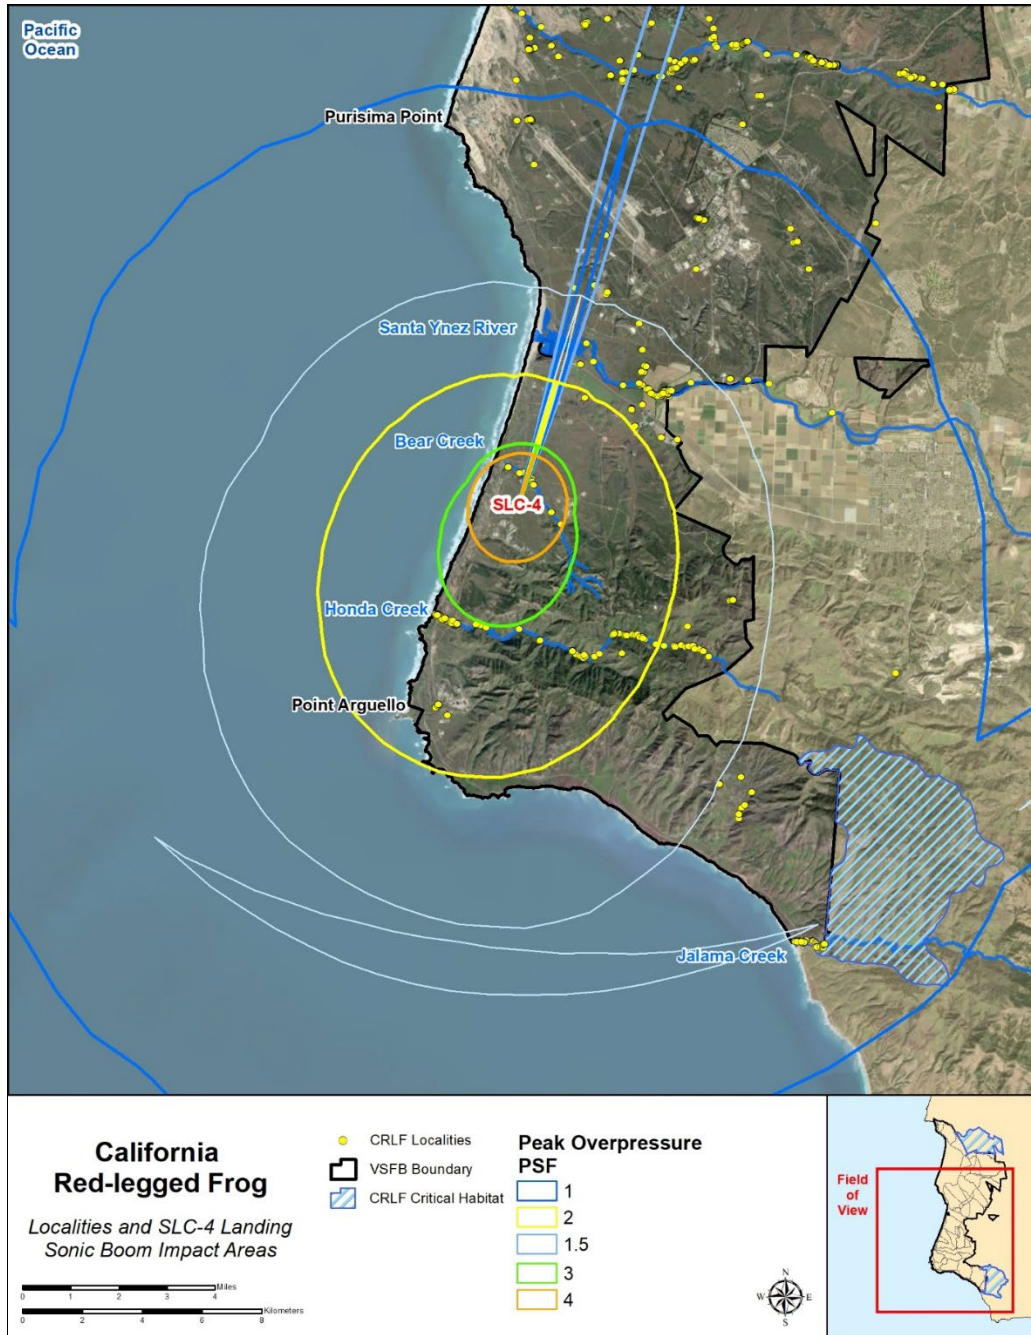 Pacific
Ocean
Purisima Point
Santa Ynez River
Bear Creek
SLC-4
Honda Creek
Point Arguello
Jalama Creek
California
Red-legged Frog
Localities and SLC-4 Landing
Sonic Boom Impact Areas
Miles
0 1 2 3 4
Kilometers
0 2 4 6 8
CRLF Localities
VSFB Boundary
CRLF Critical Habitat
Peak Overpressure
PSF
1
2
1.5
3
4
N
W E
S
Field
of
View